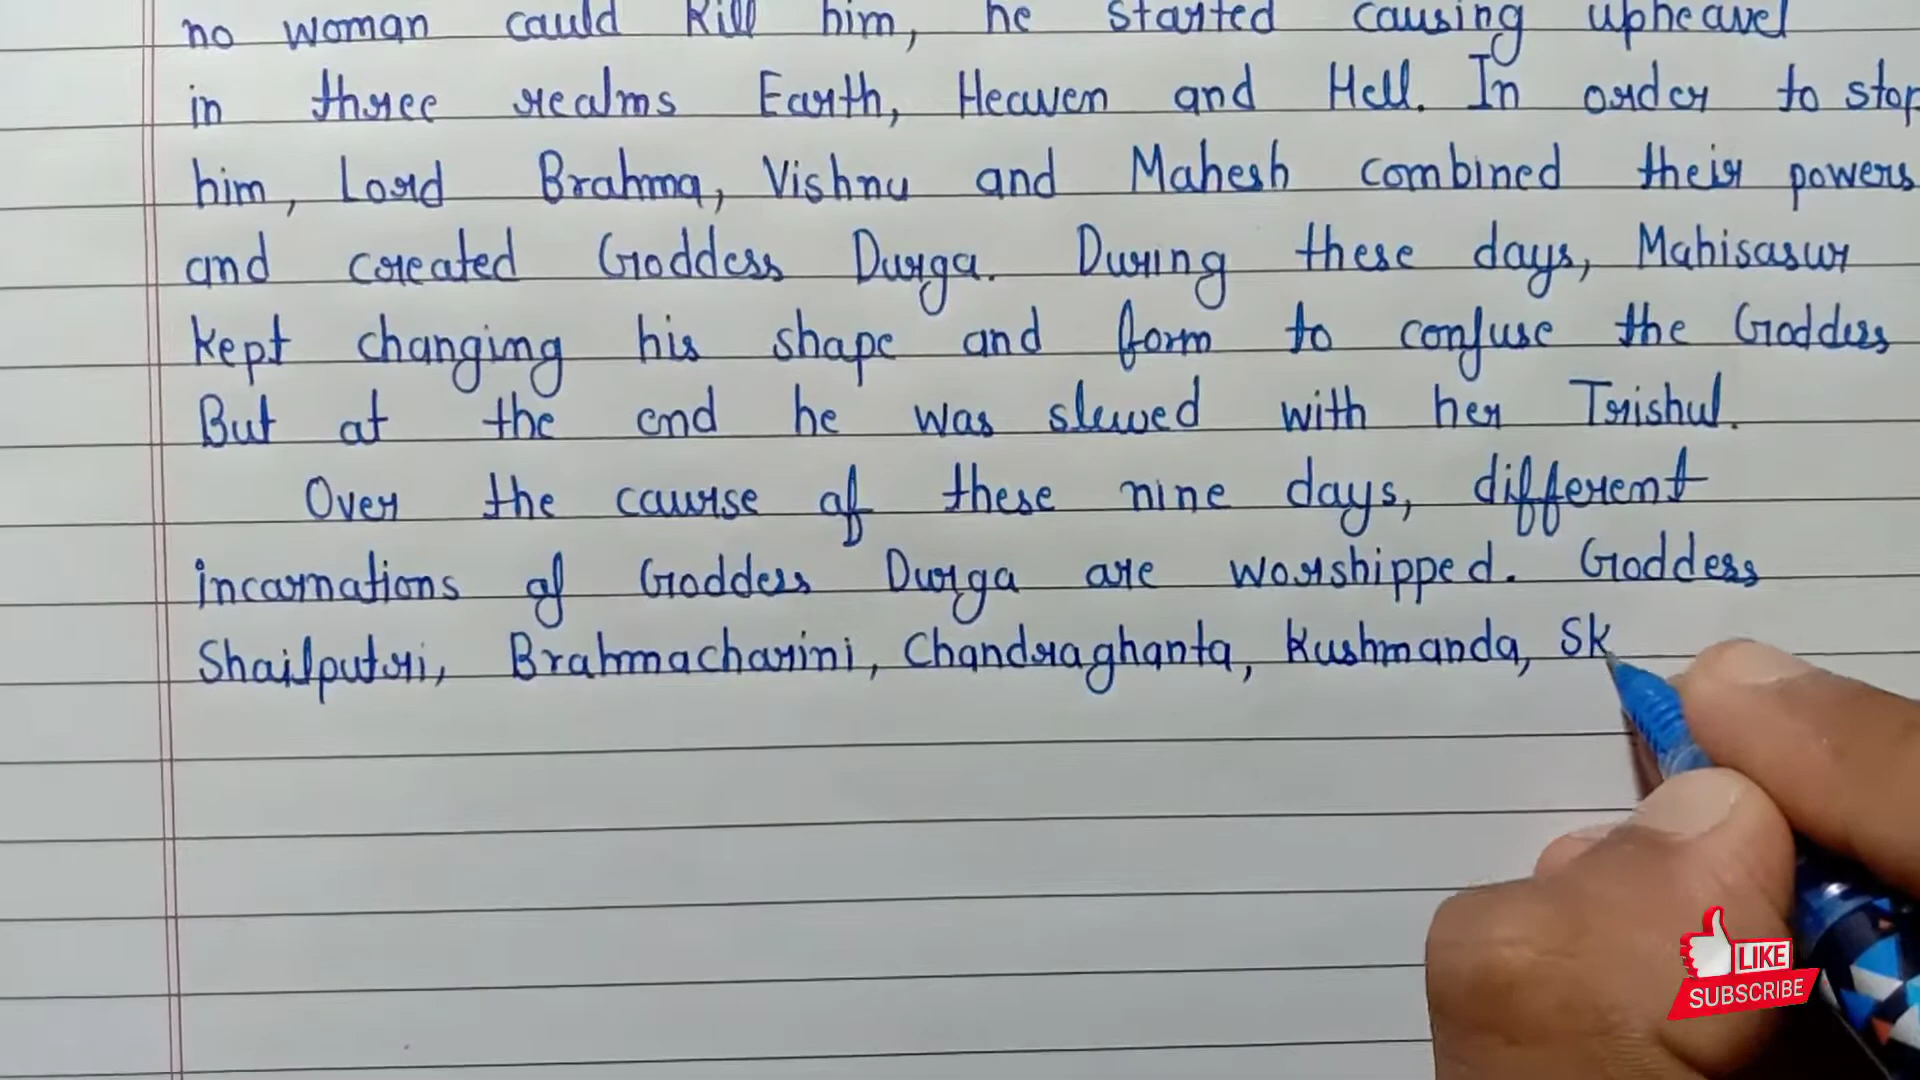 no woman could kill him, he started causing upheavel
in three realms Earth, Heaven and Hell. In order to stop
him, Lord Brahma, Vishnu and Mahesh combined their powers
and created Goddess Durga. During these days, Mahisasur
kept changing his shape and form to confuse the Goddess
But at the end he was slewed with her Trishul.
Over the course of these nine days, different
incarnations of Goddess Durga are worshipped. Goddess
Shailputri, Brahmacharini, Chandraghanta, Kushmanda, Sk
LIKE
SUBSCRIBE